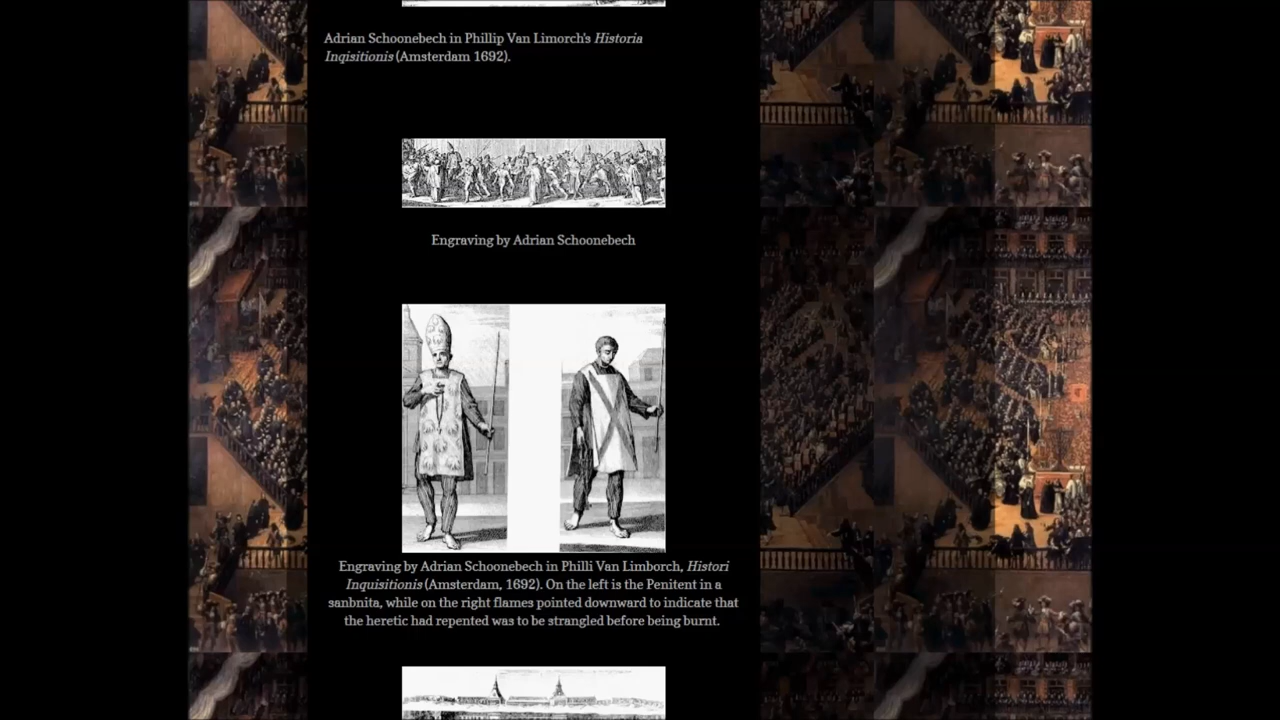 Adrian Schoonebech in Phillip Van Limorch's Historia
Inqisitionis (Amsterdam 1692).
Engraving by Adrian Schoonebech
Engraving by Adrian Schoonebech in Philli Van Limborch, Histori
Inquisitionis (Amsterdam, 1692). On the left is the Penitent in a
sanbnita, while on the right flames pointed downward to indicate that
the heretic had repented was to be strangled before being burnt.